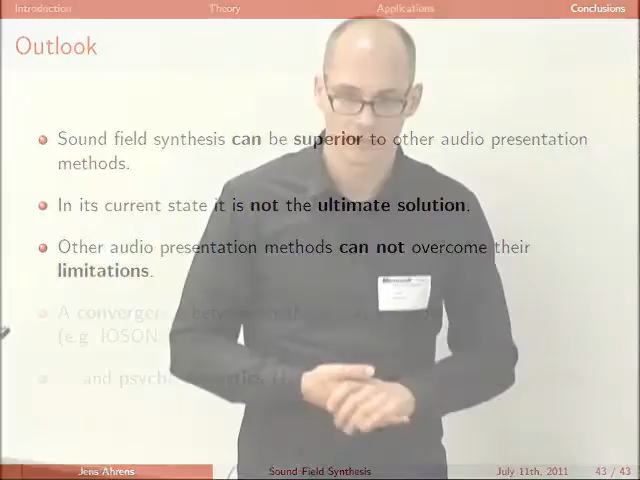 Introduction Theory Applications Conclusions
Outlook
Sound field synthesis can be superior to other audio presentation
methods.
In its current state it is not the ultimate solution.
Other audio presentation methods can not overcome their
limitations.
A convergence
(e.g. IOSON
and
Microsoft
Jens Ahrens Sound Field Synthesis July 11th, 2011 43 / 43